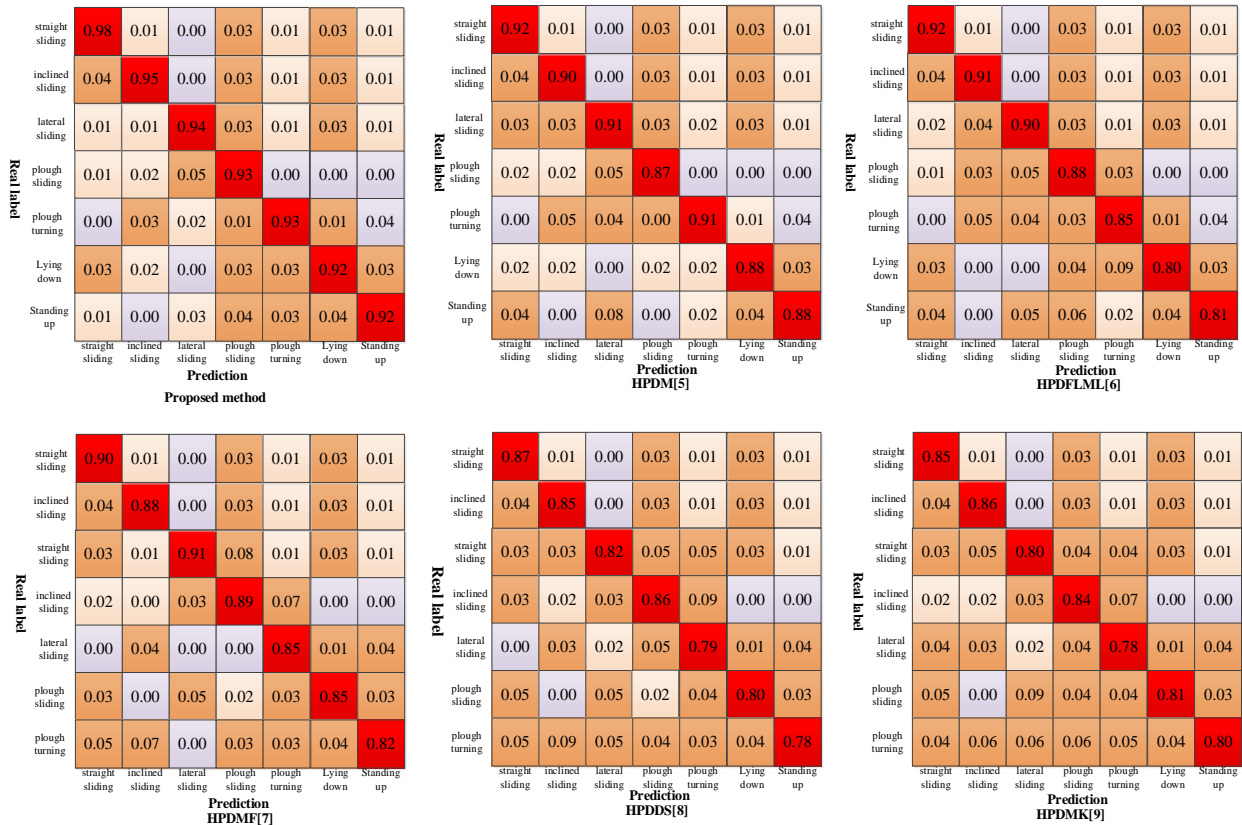 straight
sliding
0.98 0.01 0.00 0.03 0.01 0.03 0.01
inclined
sliding
0.04 0.95 0.00 0.03 0.01 0.03 0.01
lateral
sliding
0.01 0.01 0.94 0.03 0.01 0.03 0.01
plough
sliding
0.01 0.02 0.05 0.93 0.00 0.00 0.00
plough
turning
0.00 0.03 0.02 0.01 0.93 0.01 0.04
Lying
down
0.03 0.02 0.00 0.03 0.03 0.92 0.03
Standing
up
0.01 0.00 0.03 0.04 0.03 0.04 0.92
Real label
straight inclined lateral plough plough Lying Standing
sliding sliding sliding sliding turning down up
Prediction
Proposed method
straight
sliding
0.92 0.01 0.00 0.03 0.01 0.03 0.01
inclined
sliding
0.04 0.90 0.00 0.03 0.01 0.03 0.01
lateral
sliding
0.03 0.03 0.91 0.03 0.02 0.03 0.01
plough
sliding
0.01 0.02 0.05 0.87 0.00 0.00 0.00
plough
turning
0.00 0.05 0.04 0.00 0.91 0.01 0.04
Lying
down
0.02 0.02 0.00 0.02 0.02 0.88 0.03
Standing
up
0.04 0.00 0.08 0.00 0.02 0.04 0.88
Real label
straight inclined lateral plough plough Lying Standing
sliding sliding sliding sliding turning down up
Prediction
HPDM[5]
straight
sliding
0.92 0.01 0.00 0.03 0.01 0.03 0.01
inclined
sliding
0.04 0.91 0.00 0.03 0.01 0.03 0.01
lateral
sliding
0.02 0.04 0.90 0.03 0.01 0.03 0.01
plough
sliding
0.01 0.03 0.05 0.88 0.03 0.00 0.00
plough
turning
0.00 0.05 0.04 0.03 0.85 0.01 0.04
Lying
down
0.03 0.00 0.00 0.04 0.09 0.80 0.03
Standing
up
0.04 0.00 0.05 0.06 0.02 0.04 0.81
Real label
straight inclined lateral plough plough Lying Standing
sliding sliding sliding sliding turning down up
Prediction
HPDFLML[6]
straight
sliding
0.90 0.01 0.00 0.03 0.01 0.03 0.01
inclined
sliding
0.04 0.88 0.00 0.03 0.01 0.03 0.01
straight
sliding
0.03 0.01 0.91 0.08 0.01 0.03 0.01
inclined
sliding
0.02 0.00 0.03 0.89 0.07 0.00 0.00
lateral
sliding
0.00 0.04 0.00 0.00 0.85 0.01 0.04
plough
sliding
0.03 0.00 0.05 0.02 0.03 0.85 0.03
plough
turning
0.05 0.07 0.00 0.03 0.03 0.04 0.82
Real label
straight inclined lateral plough plough Lying Standing
sliding sliding sliding sliding turning down up
Prediction
HPDMF[7]
straight
sliding
0.87 0.01 0.00 0.03 0.01 0.03 0.01
inclined
sliding
0.04 0.85 0.00 0.03 0.01 0.03 0.01
straight
sliding
0.03 0.03 0.82 0.05 0.05 0.03 0.01
inclined
sliding
0.03 0.02 0.03 0.86 0.09 0.00 0.00
lateral
sliding
0.00 0.03 0.02 0.05 0.79 0.01 0.04
plough
sliding
0.05 0.00 0.05 0.02 0.04 0.80 0.03
plough
turning
0.05 0.09 0.05 0.04 0.03 0.04 0.78
Real label
straight inclined lateral plough plough Lying Standing
sliding sliding sliding sliding turning down up
Prediction
HPDDS[8]
straight
sliding
0.85 0.01 0.00 0.03 0.01 0.03 0.01
inclined
sliding
0.04 0.86 0.00 0.03 0.01 0.03 0.01
straight
sliding
0.03 0.05 0.80 0.04 0.04 0.03 0.01
inclined
sliding
0.02 0.02 0.03 0.84 0.07 0.00 0.00
lateral
sliding
0.04 0.03 0.02 0.04 0.78 0.01 0.04
plough
sliding
0.05 0.00 0.09 0.04 0.04 0.81 0.03
plough
turning
0.04 0.06 0.06 0.06 0.05 0.04 0.80
Real label
straight inclined lateral plough plough Lying Standing
sliding sliding sliding sliding turning down up
Prediction
HPDMK[9]